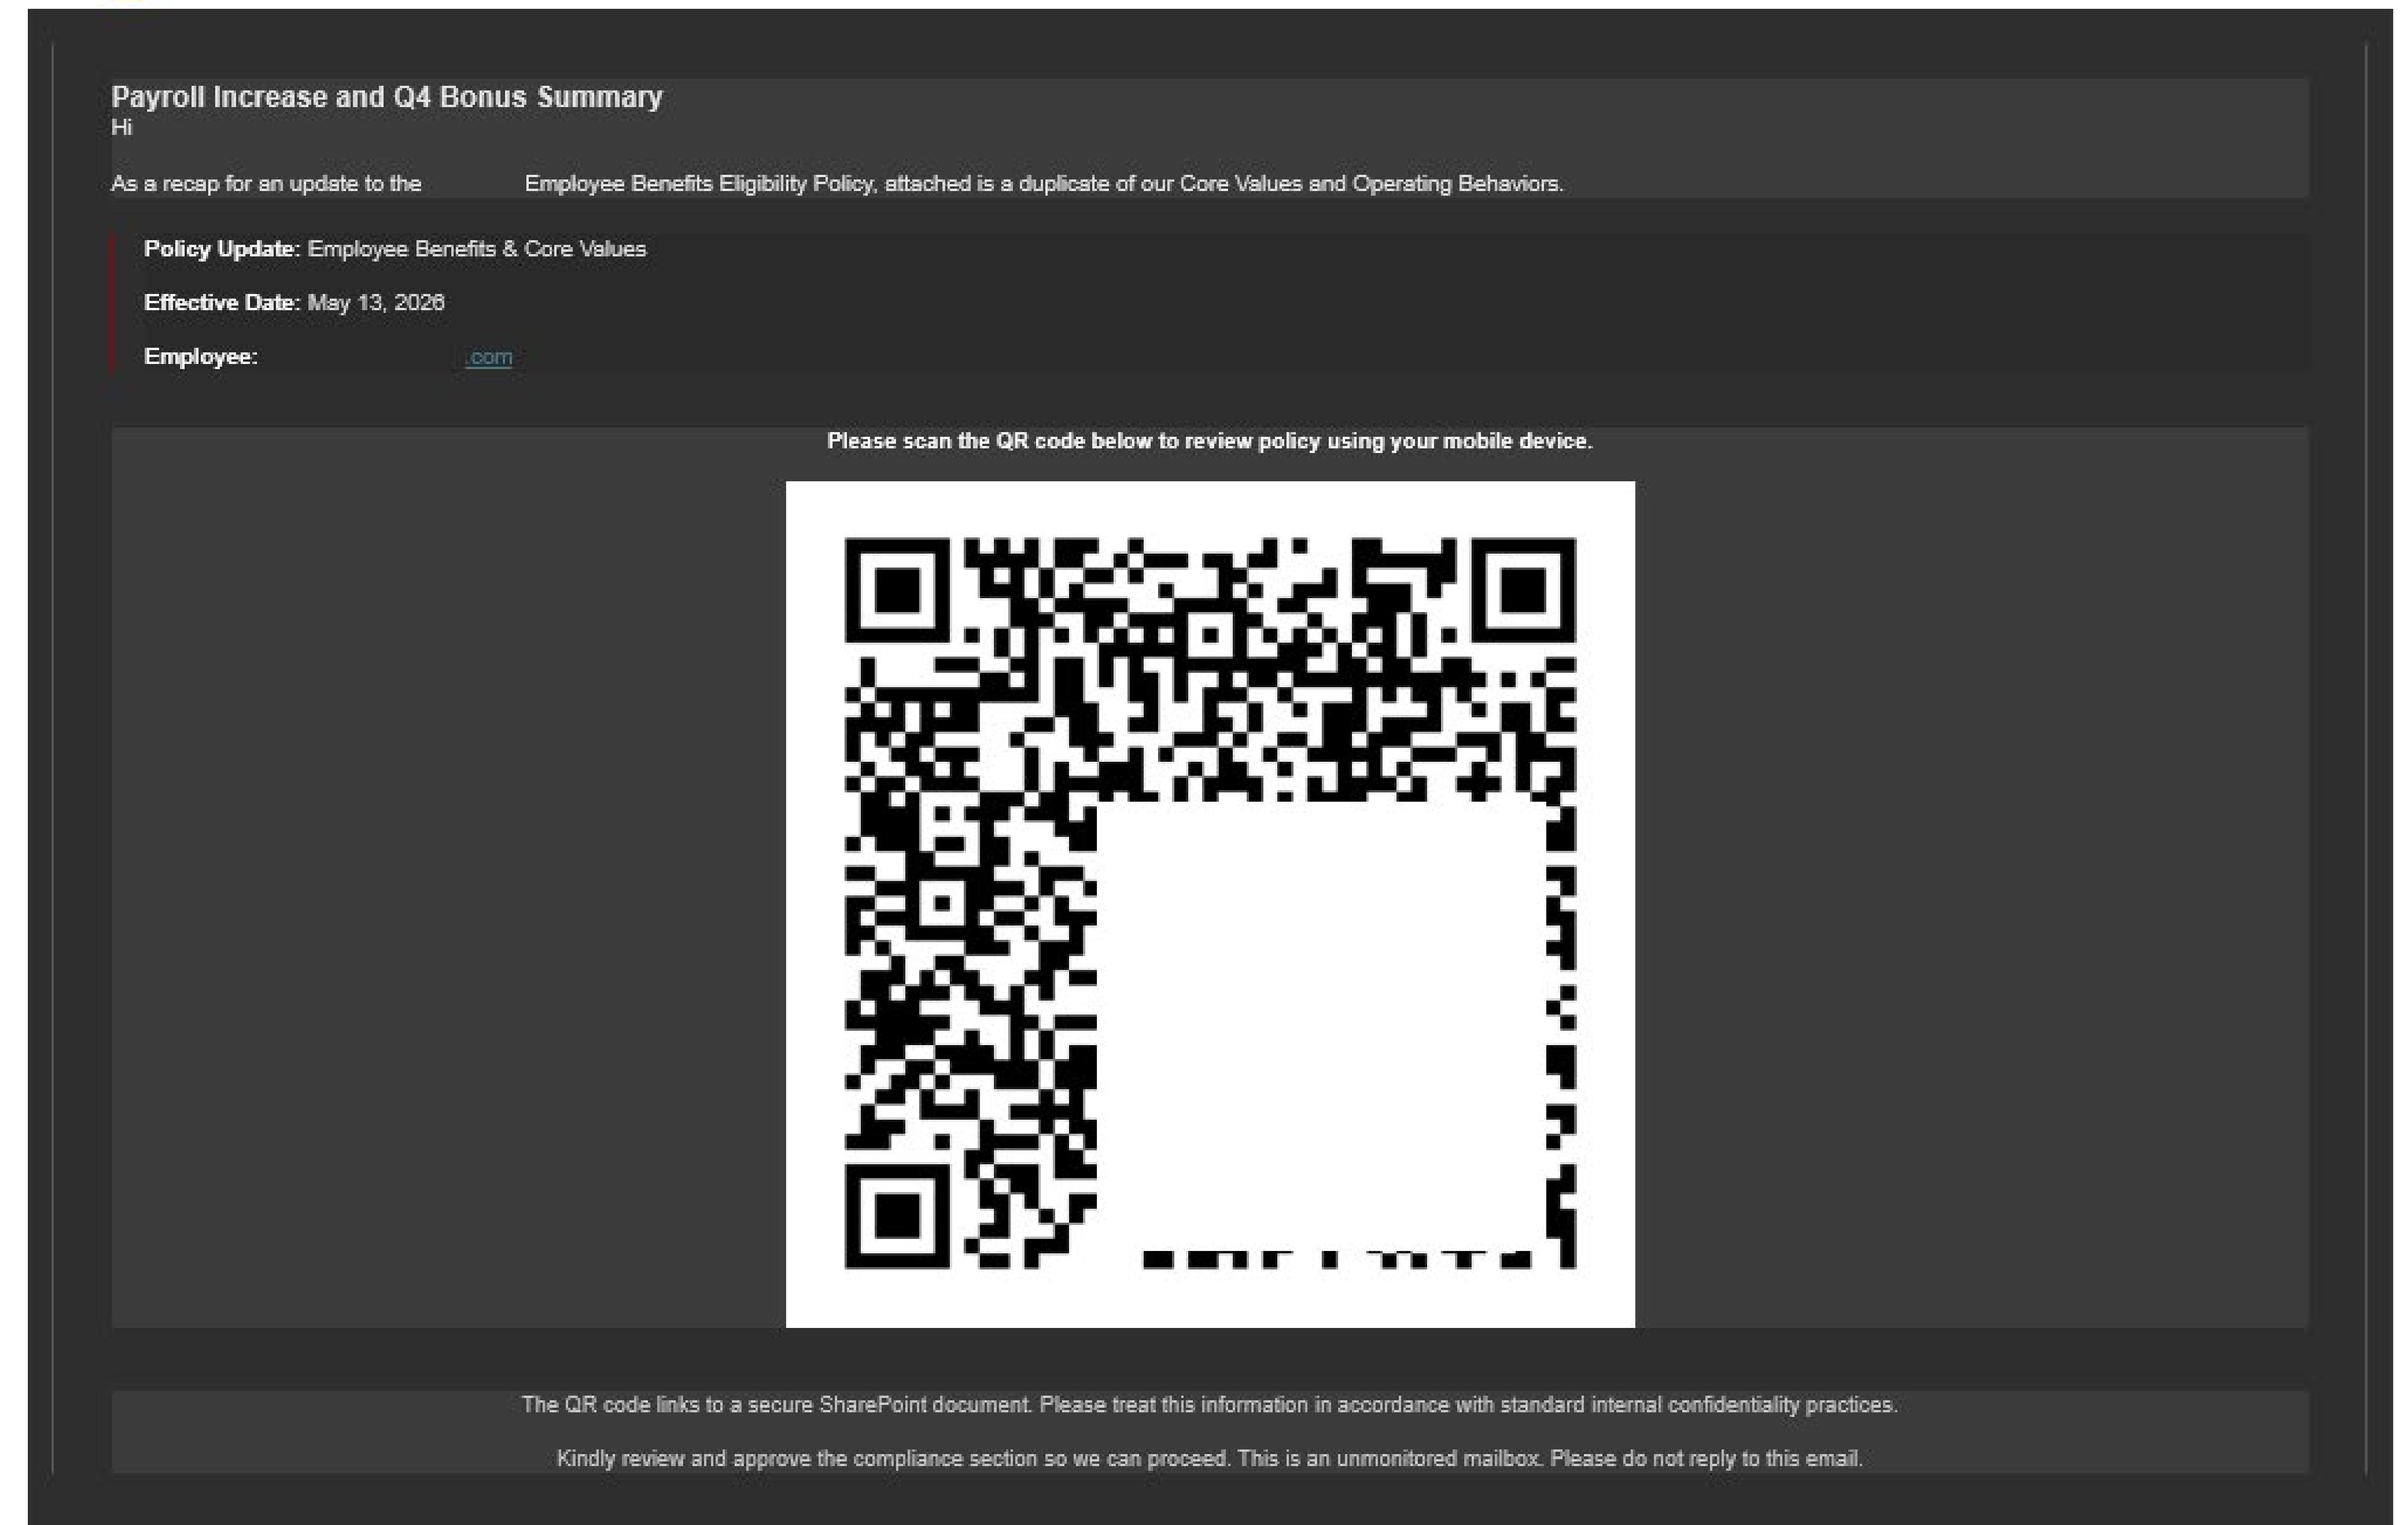 Payroll Increase and Q4 Bonus Summary
Hi
As a recap for an update to the Employee Benefits Eligibility Policy, attached is a duplicate of our Core Values and Operating Behaviors.
Policy Update: Employee Benefits & Core Values
Effective Date: May 13, 2026
Employee: .com
Please scan the QR code below to review policy using your mobile device.
The QR code links to a secure SharePoint document. Please treat this information in accordance with standard internal confidentiality practices.
Kindly review and approve the compliance section so we can proceed. This is an unmonitored mailbox. Please do not reply to this email.